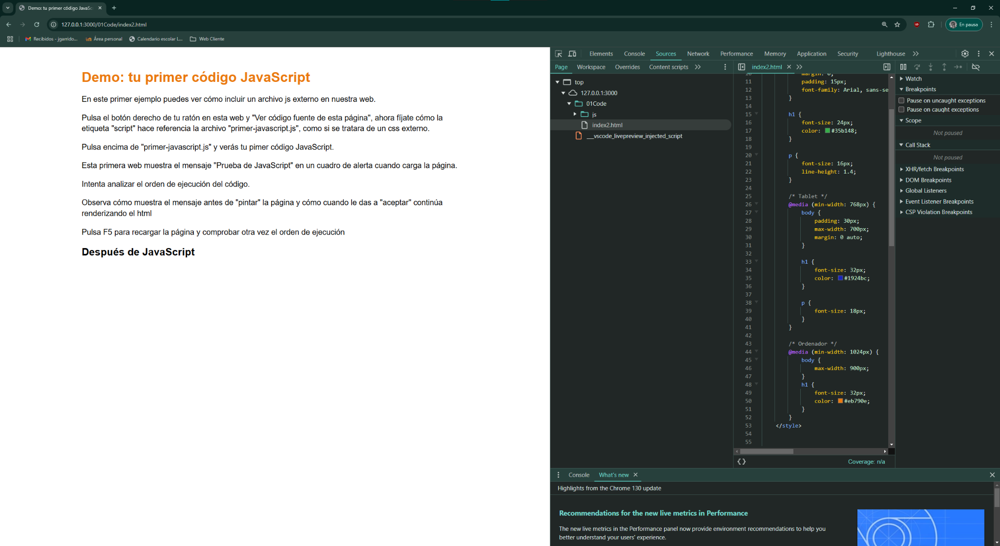 Demo: tu primer código JavaSc
127.0.0.1:3000/01Code/index2.html
En pausa
Recibidos - jgarrido...
Área personal
Calendario escolar L...
Web Cliente
Demo: tu primer código JavaScript
En este primer ejemplo puedes ver cómo incluir un archivo js externo en nuestra web.
Pulsa el botón derecho de tu ratón en esta web y "Ver código fuente de esta página", ahora fíjate cómo la
etiqueta "script" hace referencia la archivo "primer-javascript.js", como si se tratara de un css externo.
Pulsa encima de "primer-javascript.js" y verás tu pimer código JavaScript.
Esta primera web muestra el mensaje "Prueba de JavaScript" en un cuadro de alerta cuando carga la página.
Intenta analizar el orden de ejecución del código.
Observa cómo muestra el mensaje antes de "pintar" la página y cómo cuando le das a "aceptar" continúa
renderizando el html
Pulsa F5 para recargar la página y comprobar otra vez el orden de ejecución
Después de JavaScript
Elements Console Sources Network Performance Memory Application Security Lighthouse
Page Workspace Overrides Content scripts
top
127.0.0.1:3000
01Code
js
index2.html
__vscode_livepreview_injected_script
index2.html
10 margin: 0;
11 padding: 15px;
12 font-family: Arial, sans-se
13 }
14
15 h1 {
16 font-size: 24px;
17 color: #35b148;
18 }
19
20 p {
21 font-size: 16px;
22 line-height: 1.4;
23 }
24
25 /* Tablet */
26 @media (min-width: 768px) {
27 body {
28 padding: 30px;
29 max-width: 700px;
30 margin: 0 auto;
31 }
32
33 h1 {
34 font-size: 32px;
35 color: #1924bc;
36 }
37
38 p {
39 font-size: 18px;
40 }
41 }
42
43 /* Ordenador */
44 @media (min-width: 1024px) {
45 body {
46 max-width: 900px;
47 }
48 h1 {
49 font-size: 32px;
50 color: #eb790e;
51 }
52 }
53 </style>
54
55
{} Coverage: n/a
Watch
Breakpoints
Pause on uncaught exceptions
Pause on caught exceptions
Scope
Not paused
Call Stack
Not paused
XHR/fetch Breakpoints
DOM Breakpoints
Global Listeners
Event Listener Breakpoints
CSP Violation Breakpoints
Console What's new
Highlights from the Chrome 130 update
Recommendations for the new live metrics in Performance
The new live metrics in the Performance panel now provide environment recommendations to help you
better understand your users' experience.